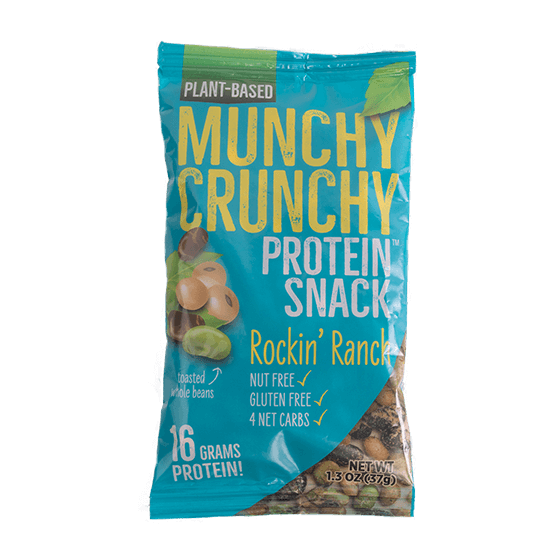 PLANT-BASED
MUNCHY
CRUNCHY
PROTEIN™
SNACK
Rockin' Ranch
NUT FREE ✓
GLUTEN FREE ✓
4 NET CARBS ✓
toasted
whole beans
16 GRAMS
PROTEIN!
NET WT
1.3 OZ (37g)